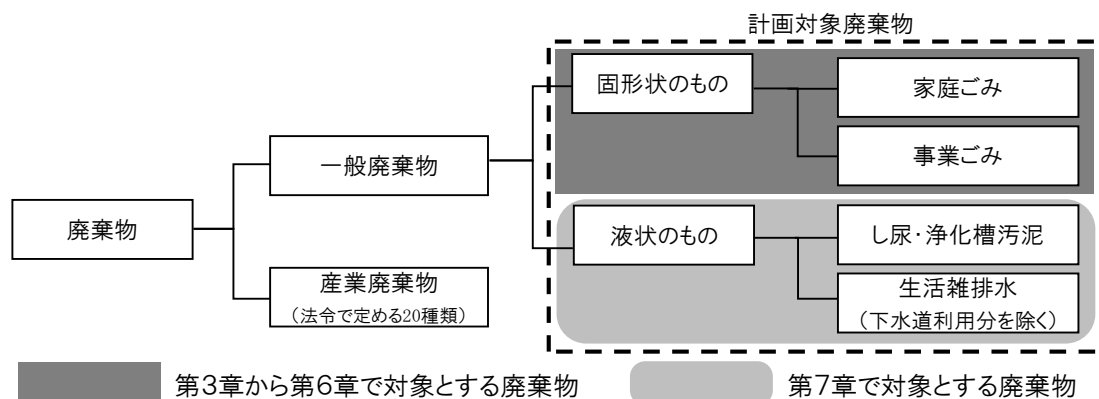 計画対象廃棄物
固形状のもの
家庭ごみ
事業ごみ
一般廃棄物
廃棄物
液状のもの
し尿・浄化槽汚泥
産業廃棄物
（法令で定める20種類）
生活雑排水
（下水道利用分を除く）
第3章から第6章で対象とする廃棄物
第7章で対象とする廃棄物